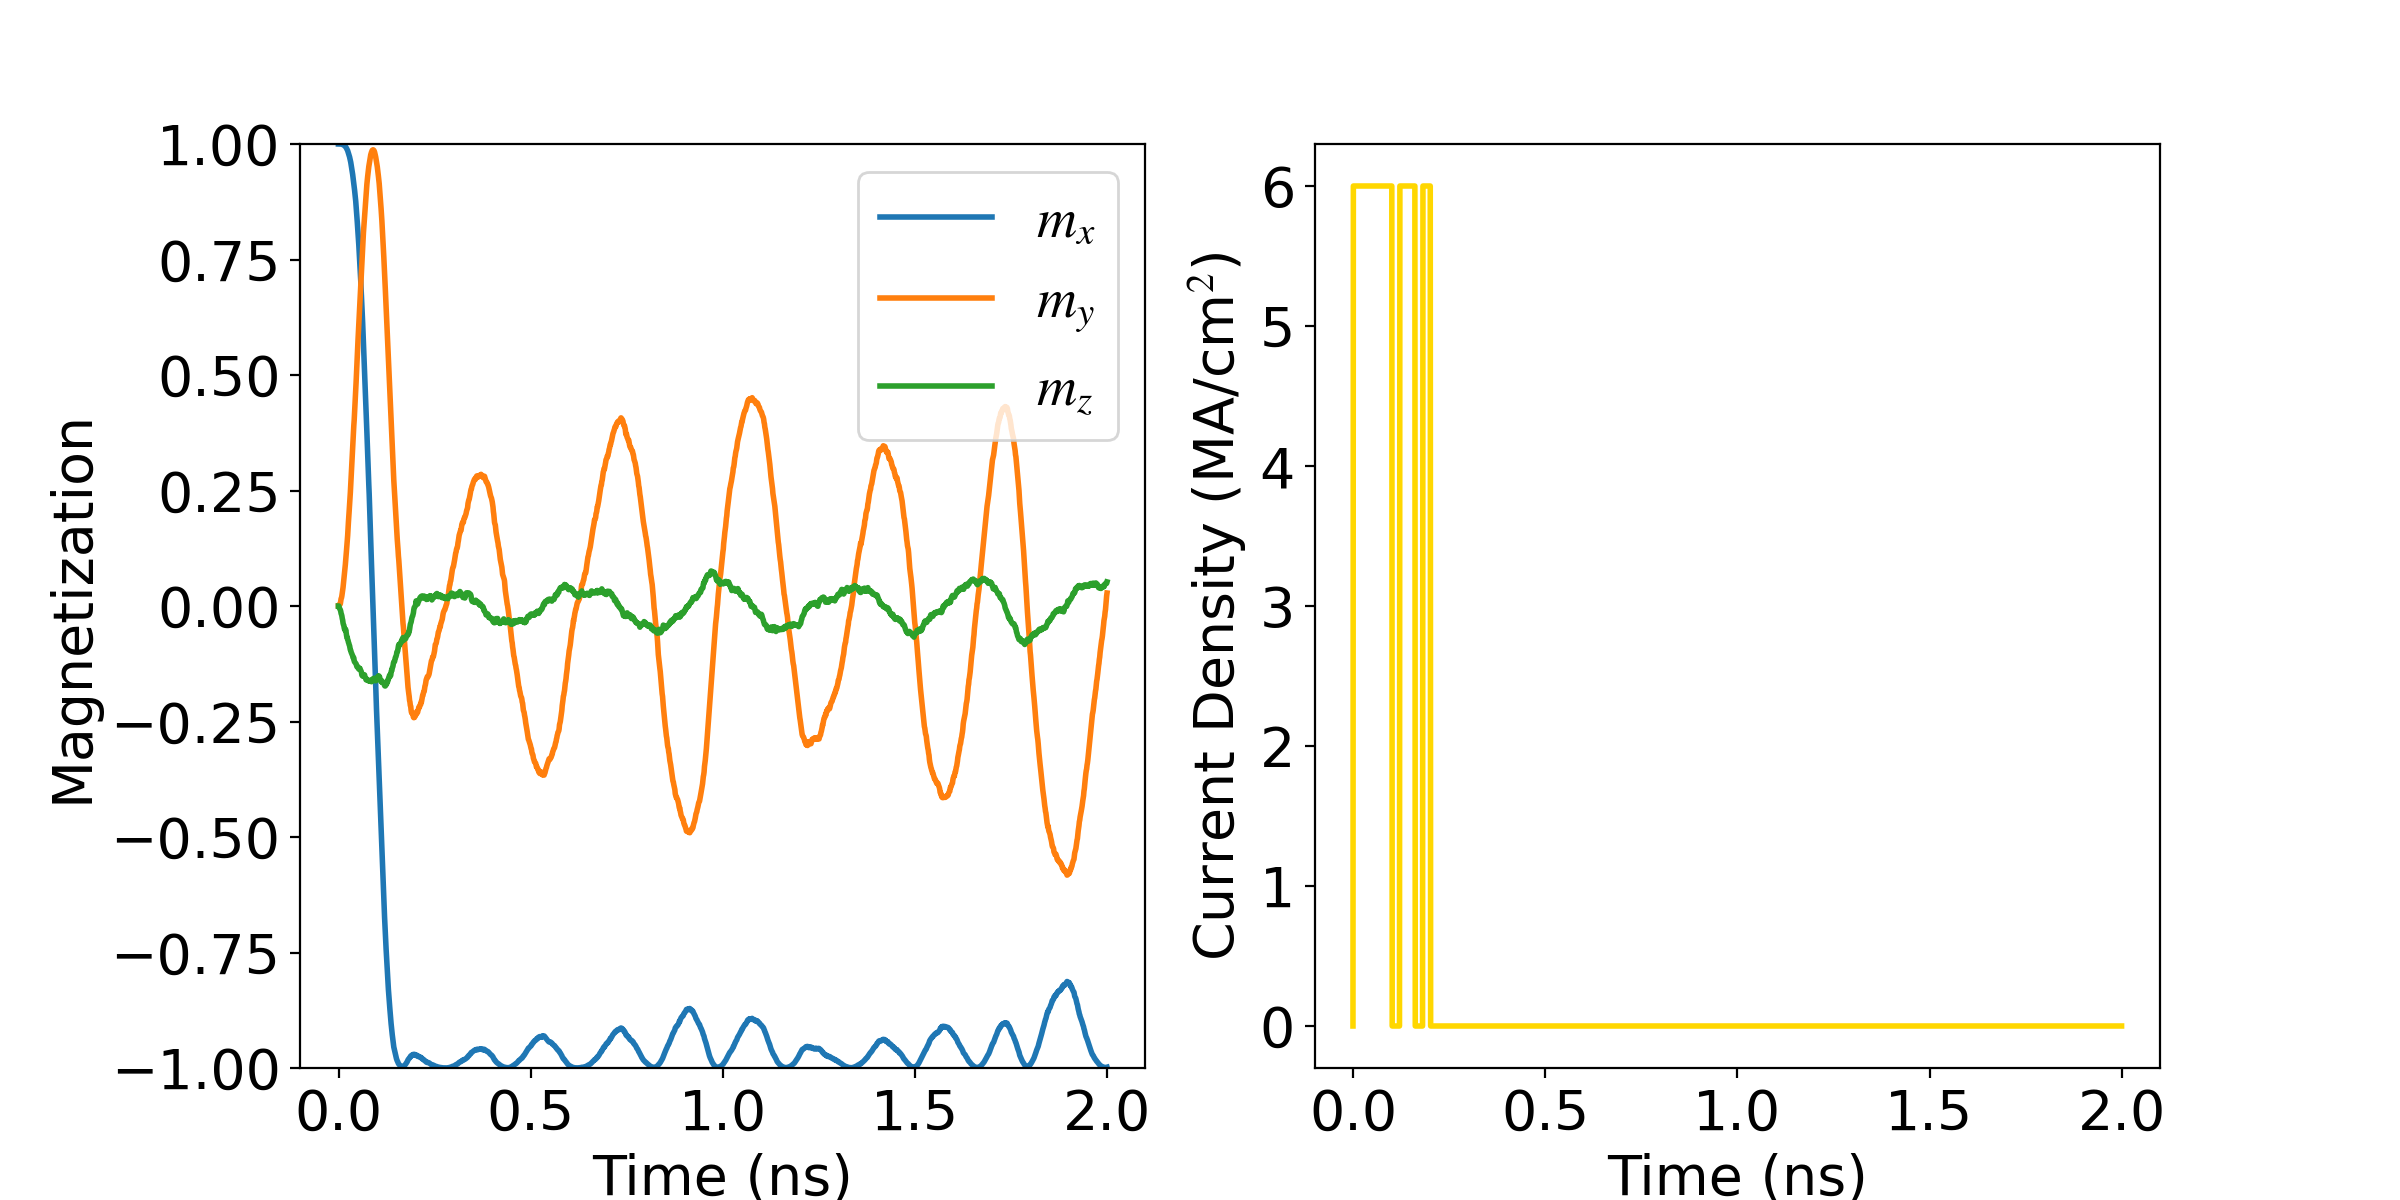 Magnetization
1.00
0.75
0.50
0.25
0.00
−0.25
−0.50
−0.75
−1.00
0.0 0.5 1.0 1.5 2.0
Time (ns)
m_x
m_y
m_z
Current Density (MA/cm²)
6
5
4
3
2
1
0
0.0 0.5 1.0 1.5 2.0
Time (ns)